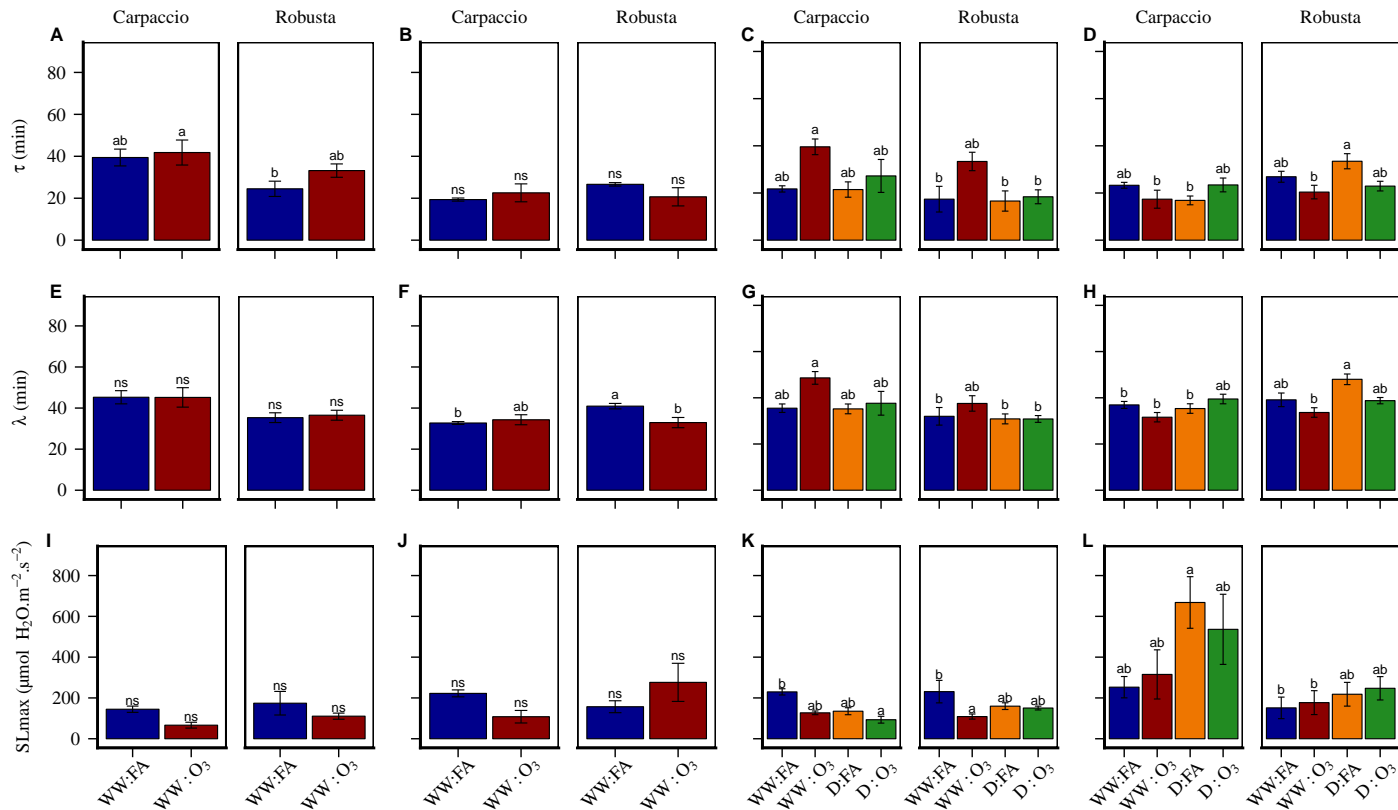 Carpaccio Robusta Carpaccio Robusta Carpaccio Robusta Carpaccio Robusta
A B C D
τ (min)
80
60
40
20
0
ab a b ab
ns ns ns ns
ab a ab ab b a b b
ab b b ab ab b a ab
E F G H
λ (min)
80
60
40
20
0
ns ns ns ns
b ab a b
ab a ab ab b ab b b
b b b ab ab b a ab
I J K L
SLmax (µmol H₂O.m⁻².s⁻²)
800
600
400
200
0
ns ns ns ns
ns ns ns ns
b ab ab a b a ab ab
ab ab a ab b b ab ab
WW:FA WW:O₃ WW:FA WW:O₃ WW:FA WW:O₃ WW:FA WW:O₃ WW:FA WW:O₃ D:FA D:O₃ WW:FA WW:O₃ D:FA D:O₃ WW:FA WW:O₃ D:FA D:O₃ WW:FA WW:O₃ D:FA D:O₃